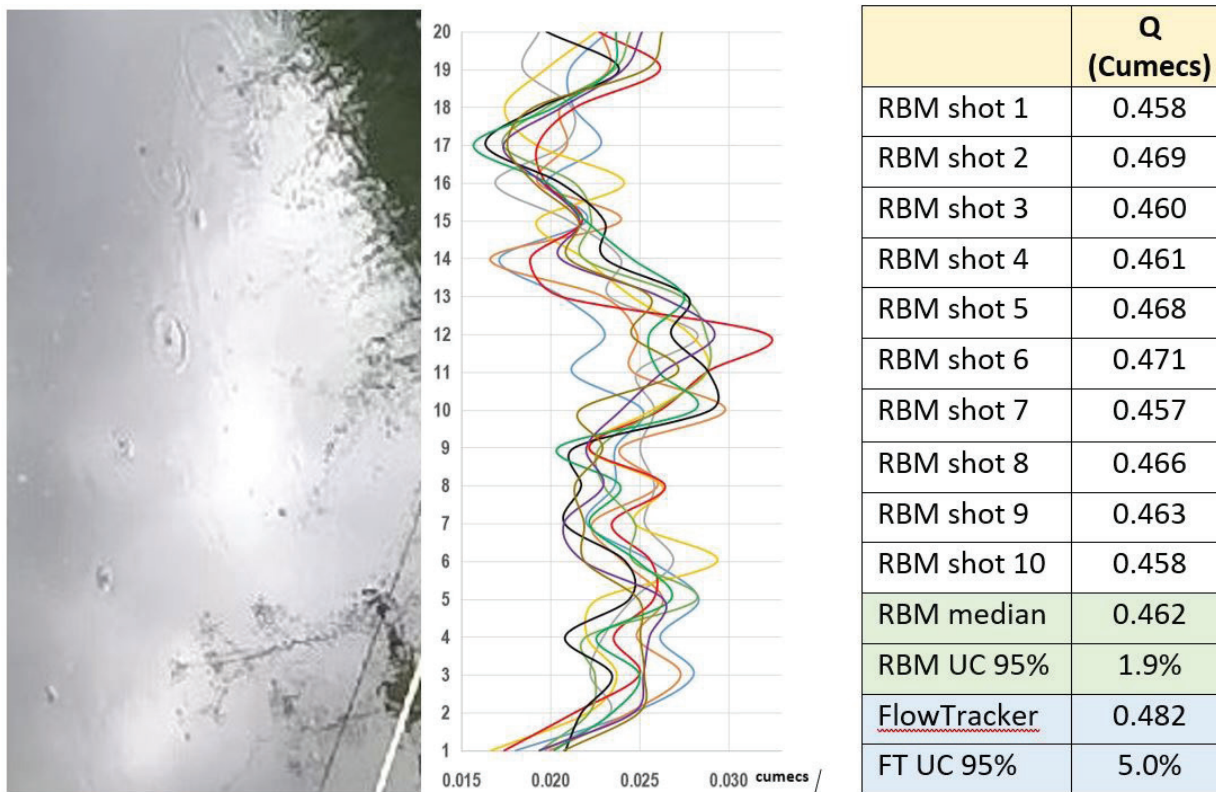 20
19
18
17
16
15
14
13
12
11
10
9
8
7
6
5
4
3
2
1
0.015 0.020 0.025 0.030 cumecs /
Q
(Cumecs)
RBM shot 1 0.458
RBM shot 2 0.469
RBM shot 3 0.460
RBM shot 4 0.461
RBM shot 5 0.468
RBM shot 6 0.471
RBM shot 7 0.457
RBM shot 8 0.466
RBM shot 9 0.463
RBM shot 10 0.458
RBM median 0.462
RBM UC 95% 1.9%
FlowTracker 0.482
FT UC 95% 5.0%